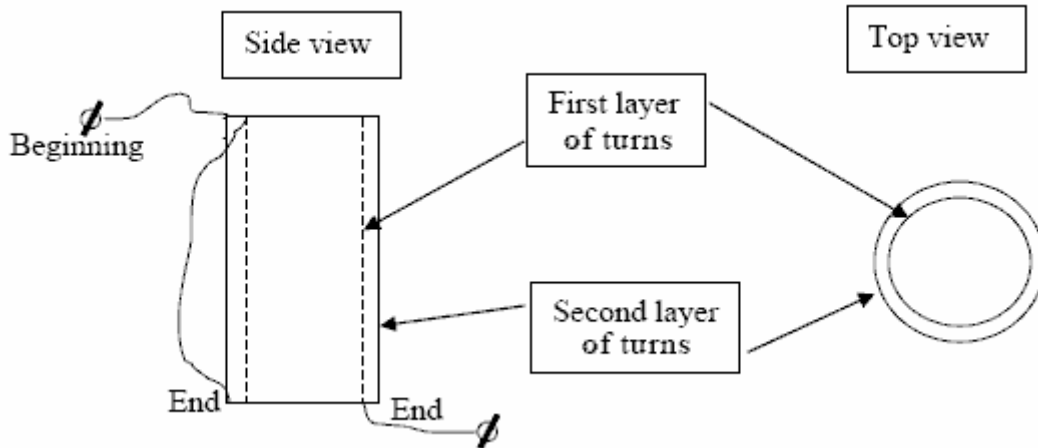 Side view
Top view
First layer
of turns
Beginning
Second layer
of turns
End
End